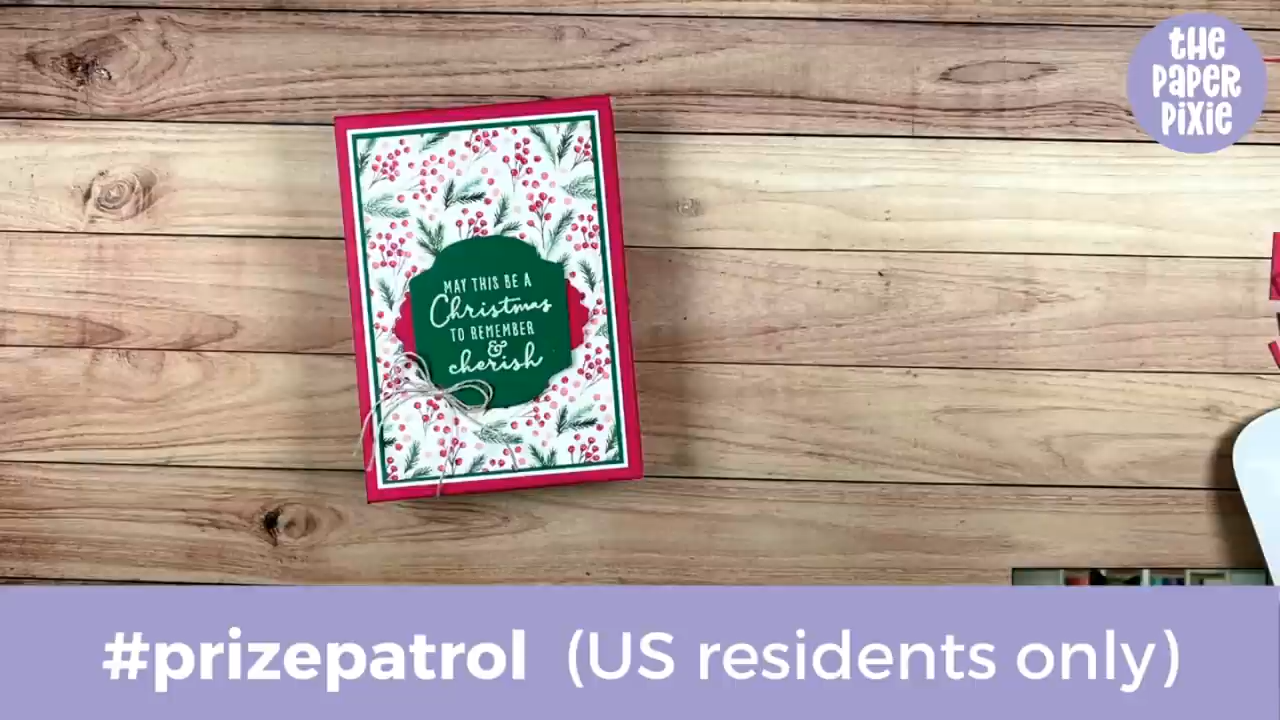 the
PAPER
PIXIE
MAY THIS BE A
Christmas
TO REMEMBER
&
cherish
#prizepatrol (US residents only)